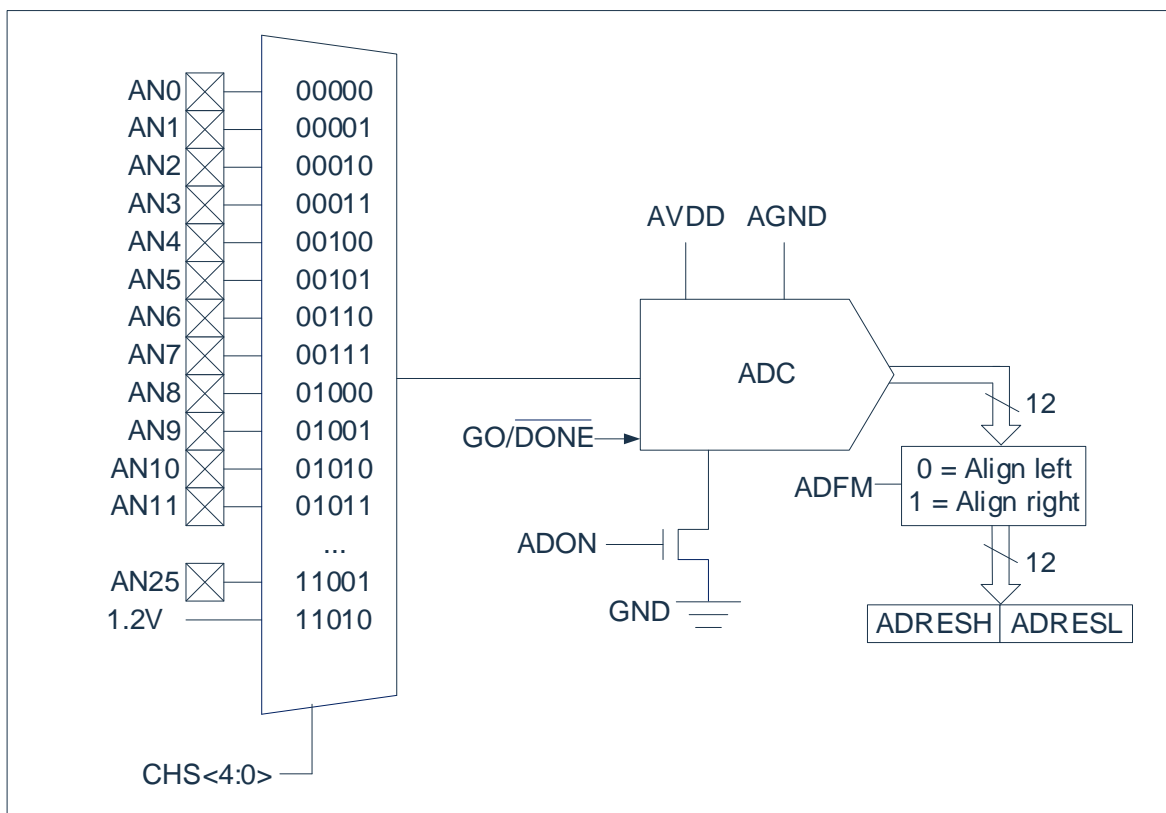 AN0 00000
AN1 00001
AN2 00010
AN3 00011
AN4 00100
AN5 00101
AN6 00110
AN7 00111
AN8 01000
AN9 01001
AN10 01010
AN11 01011
...
AN25 11001
1.2V 11010
CHS<4:0>
AVDD AGND
ADC
GO/DONE
ADON
GND
12
ADFM
0 = Align left
1 = Align right
12
ADRESH ADRESL